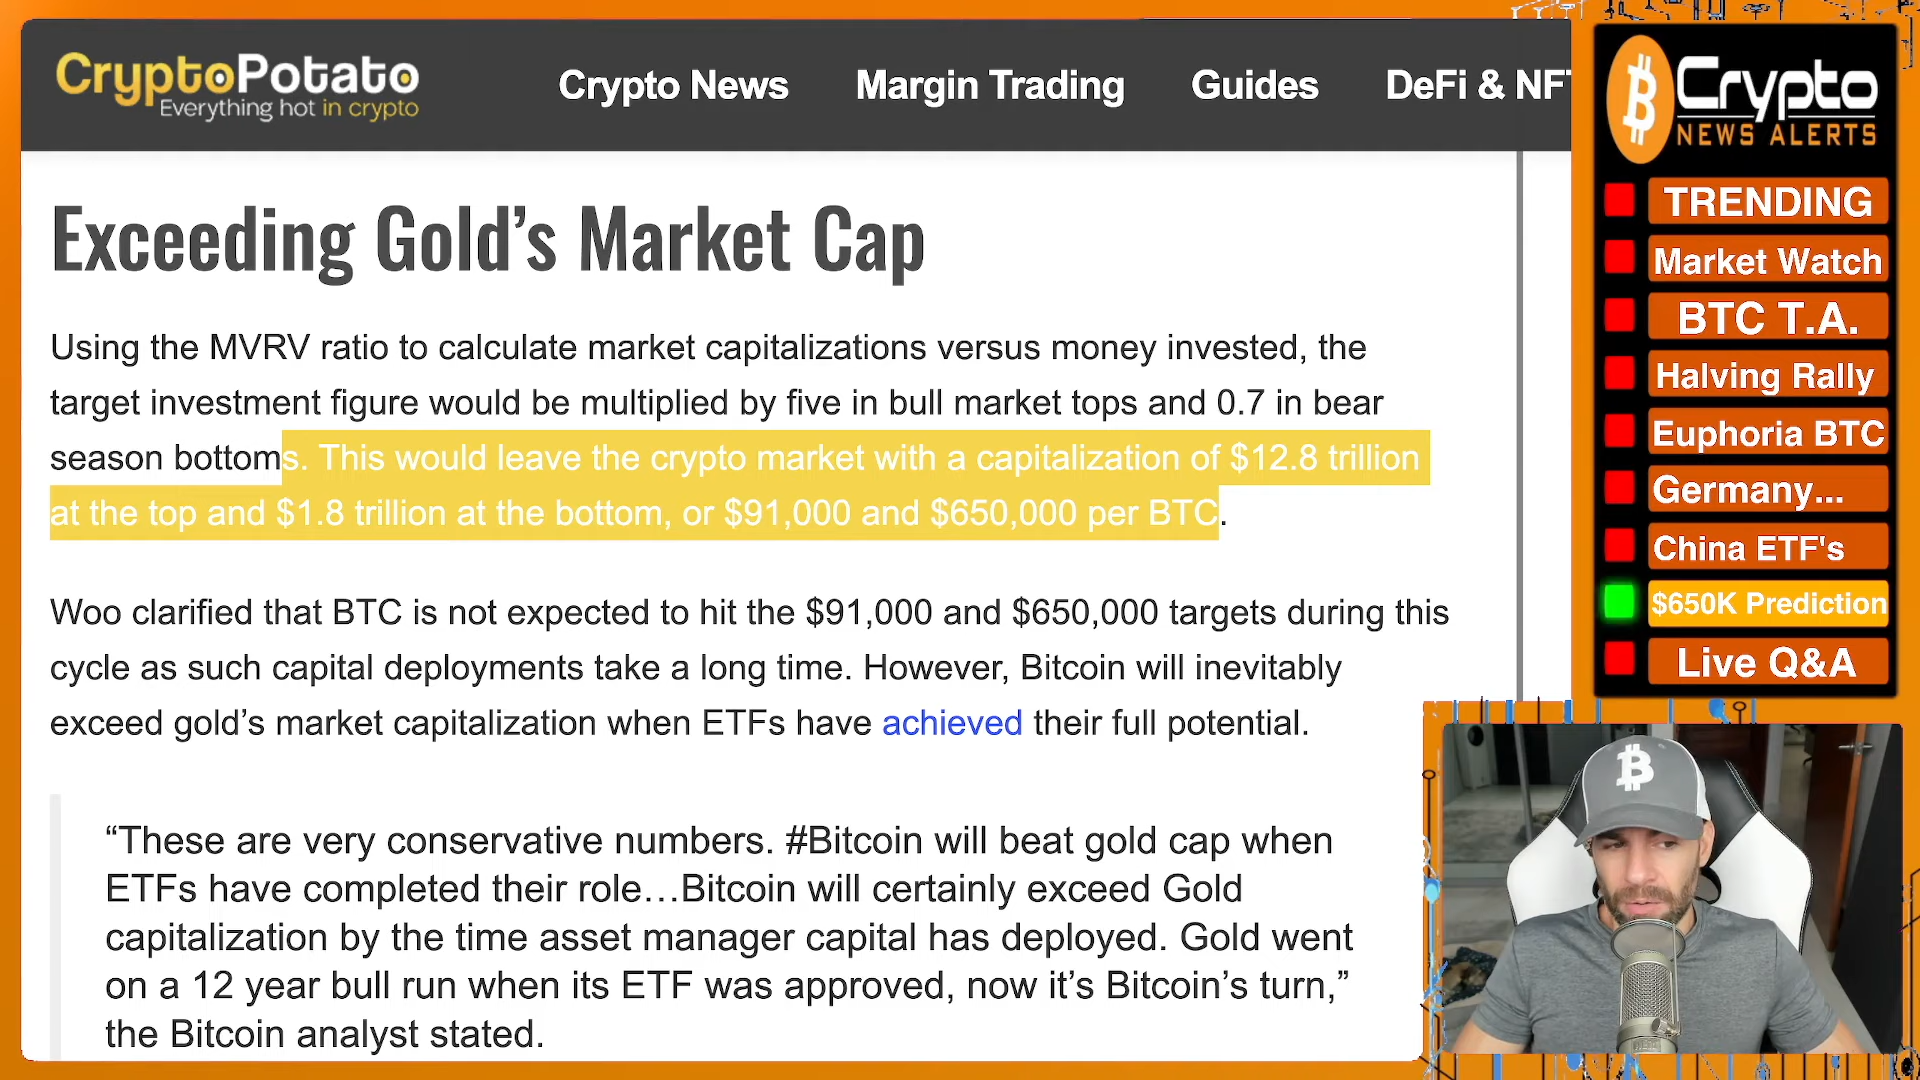 CryptoPotato
Everything hot in crypto
Crypto News
Margin Trading
Guides
DeFi & NFT
Exceeding Gold’s Market Cap
Using the MVRV ratio to calculate market capitalizations versus money invested, the
target investment figure would be multiplied by five in bull market tops and 0.7 in bear
season bottoms. This would leave the crypto market with a capitalization of $12.8 trillion
at the top and $1.8 trillion at the bottom, or $91,000 and $650,000 per BTC.
Woo clarified that BTC is not expected to hit the $91,000 and $650,000 targets during this
cycle as such capital deployments take a long time. However, Bitcoin will inevitably
exceed gold’s market capitalization when ETFs have achieved their full potential.
“These are very conservative numbers. #Bitcoin will beat gold cap when
ETFs have completed their role…Bitcoin will certainly exceed Gold
capitalization by the time asset manager capital has deployed. Gold went
on a 12 year bull run when its ETF was approved, now it’s Bitcoin’s turn,”
the Bitcoin analyst stated.
Crypto
NEWS ALERTS
TRENDING
Market Watch
BTC T.A.
Halving Rally
Euphoria BTC
Germany...
China ETF's
$650K Prediction
Live Q&A